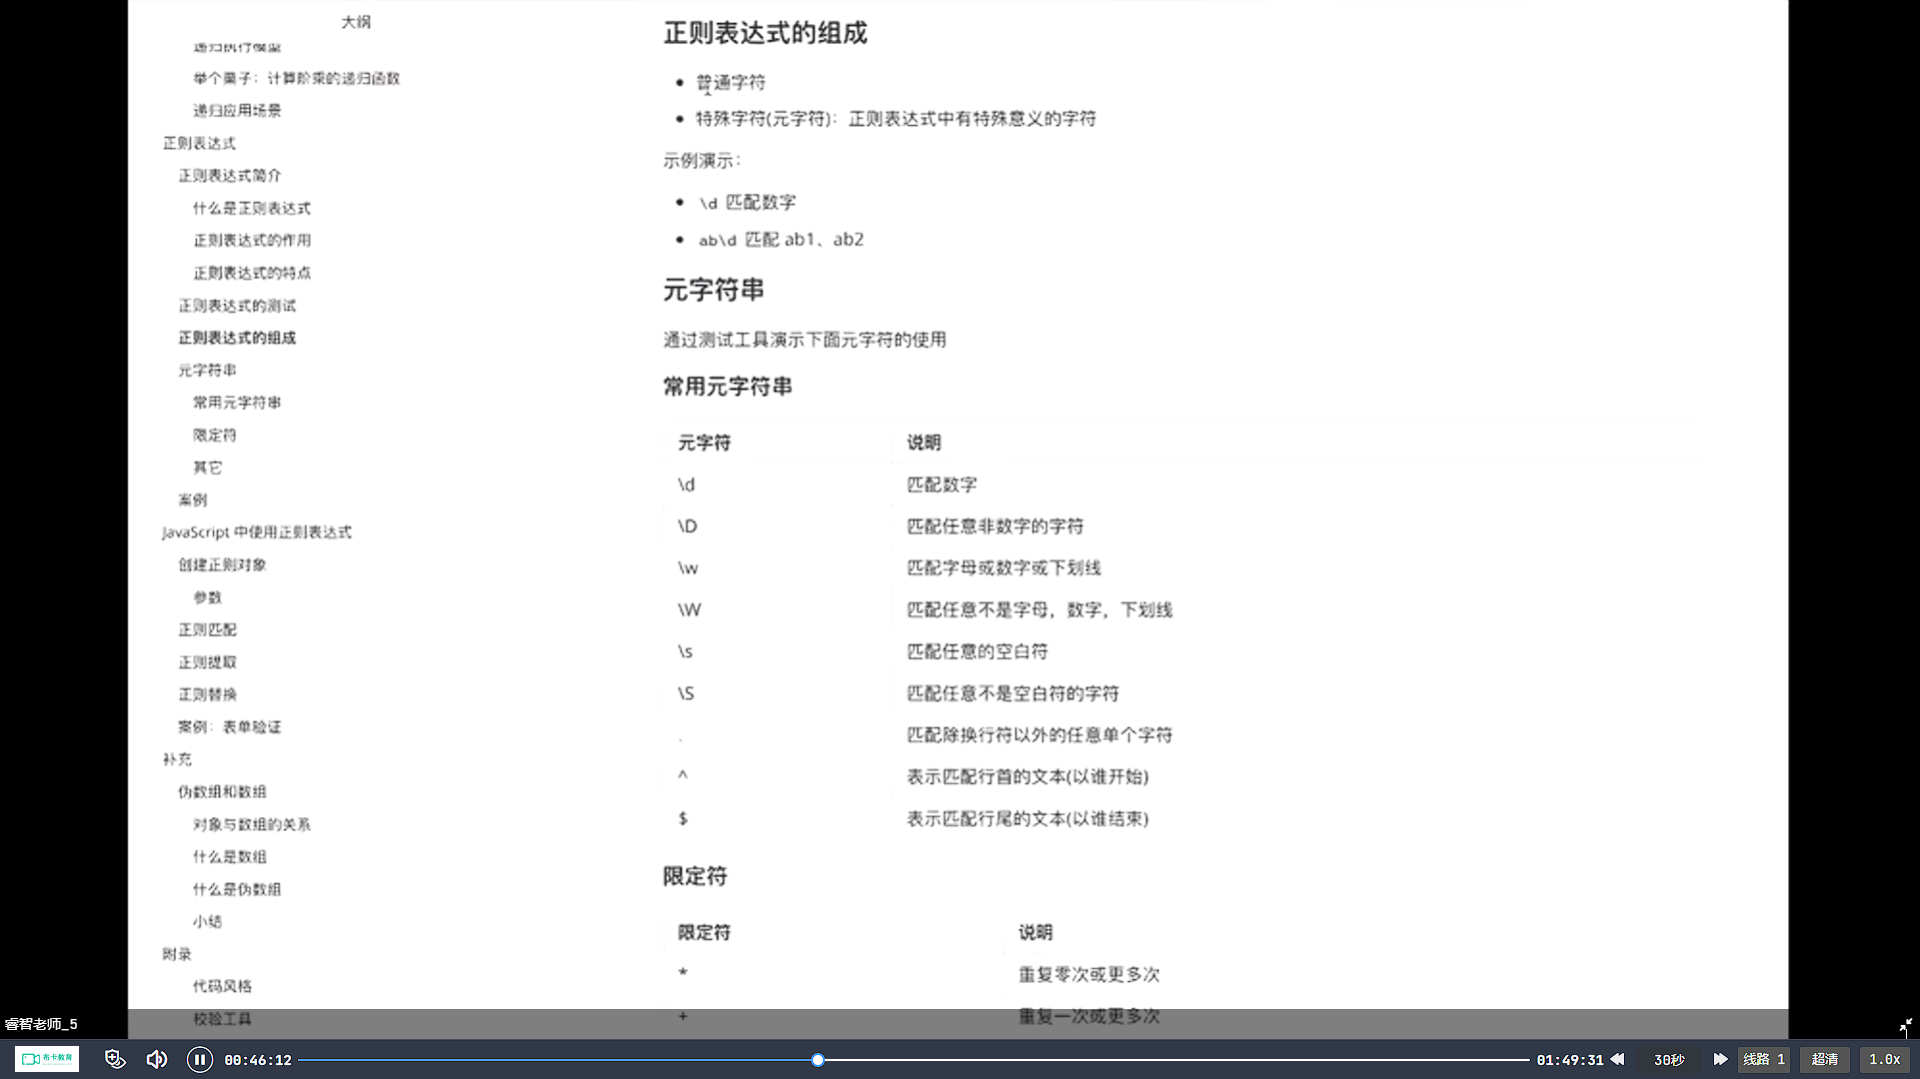 大纲
递归执行模型
举个栗子：计算阶乘的递归函数
递归应用场景
正则表达式
正则表达式简介
什么是正则表达式
正则表达式的作用
正则表达式的特点
正则表达式的测试
正则表达式的组成
元字符串
常用元字符串
限定符
其它
案例
JavaScript 中使用正则表达式
创建正则对象
参数
正则匹配
正则提取
正则替换
案例：表单验证
补充
伪数组和数组
对象与数组的关系
什么是数组
什么是伪数组
小结
附录
代码风格
校验工具
正则表达式的组成
• 普通字符
• 特殊字符(元字符)：正则表达式中有特殊意义的字符
示例演示：
• \d 匹配数字
• ab\d 匹配 ab1、ab2
元字符串
通过测试工具演示下面元字符的使用
常用元字符串
元字符 说明
\d 匹配数字
\D 匹配任意非数字的字符
\w 匹配字母或数字或下划线
\W 匹配任意不是字母，数字，下划线
\s 匹配任意的空白符
\S 匹配任意不是空白符的字符
. 匹配除换行符以外的任意单个字符
^ 表示匹配行首的文本(以谁开始)
$ 表示匹配行尾的文本(以谁结束)
限定符
限定符 说明
* 重复零次或更多次
+ 重复一次或更多次
睿智老师_5
布卡教育
00:46:12
01:49:31
30秒
线路 1
超清
1.0x